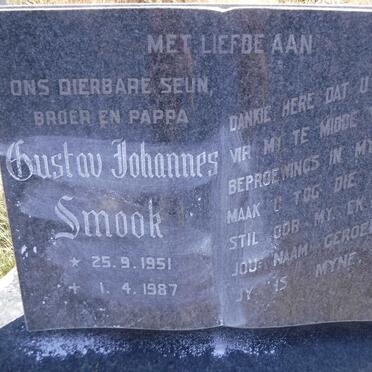 MET LIEFDE AAN
ONS DIERBARE SEUN,
BROER EN PAPPA
Gustav Johannes
Smook
* 25.9.1951
+ 1.4.1987
DANKIE HERE DAT U
VIR MY TE MIDDE
BEPROEWINGS IN MY
MAAK U TOG DIE
STIL OOR MY. EK
JOU NAAM GEROE
JY IS MYNE